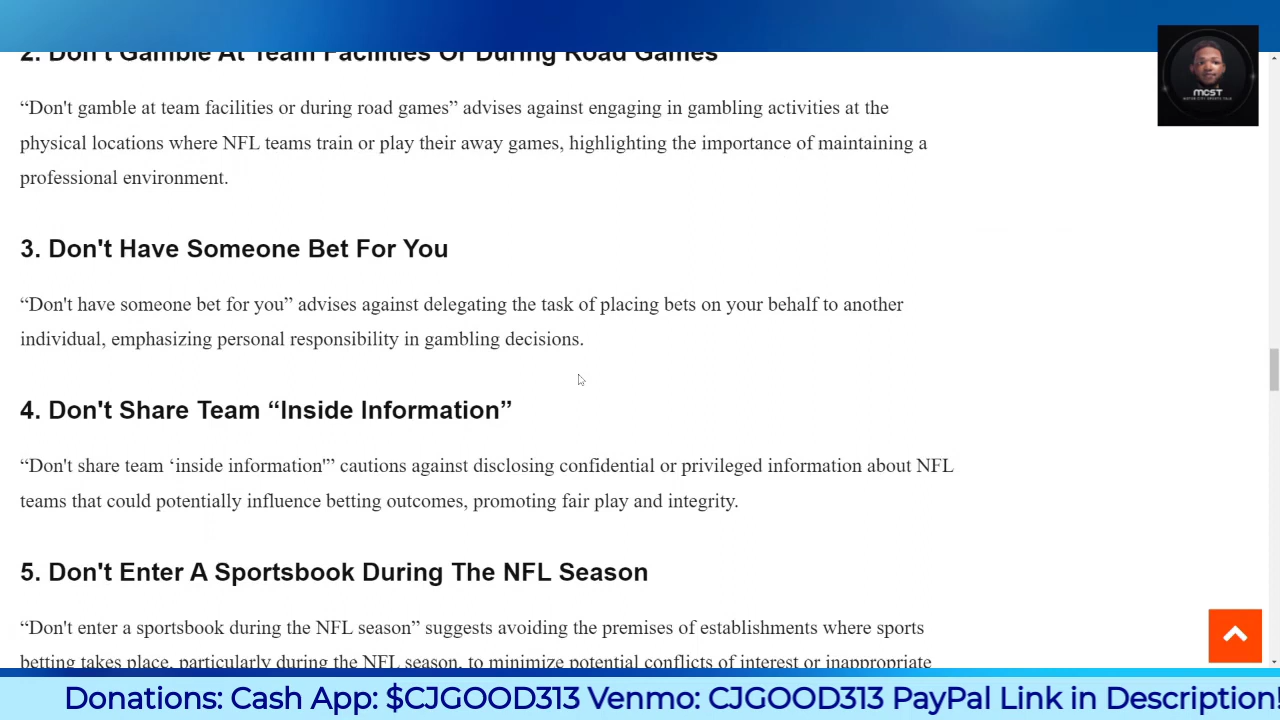 2. Don't Gamble At Team Facilities Or During Road Games
MCST
MOTOR CITY SPORTS TALK
“Don't gamble at team facilities or during road games” advises against engaging in gambling activities at the
physical locations where NFL teams train or play their away games, highlighting the importance of maintaining a
professional environment.
3. Don't Have Someone Bet For You
“Don't have someone bet for you” advises against delegating the task of placing bets on your behalf to another
individual, emphasizing personal responsibility in gambling decisions.
4. Don't Share Team “Inside Information”
“Don't share team ‘inside information'” cautions against disclosing confidential or privileged information about NFL
teams that could potentially influence betting outcomes, promoting fair play and integrity.
5. Don't Enter A Sportsbook During The NFL Season
“Don't enter a sportsbook during the NFL season” suggests avoiding the premises of establishments where sports
betting takes place, particularly during the NFL season, to minimize potential conflicts of interest or inappropriate
Donations: Cash App: $CJGOOD313 Venmo: CJGOOD313 PayPal Link in Description!